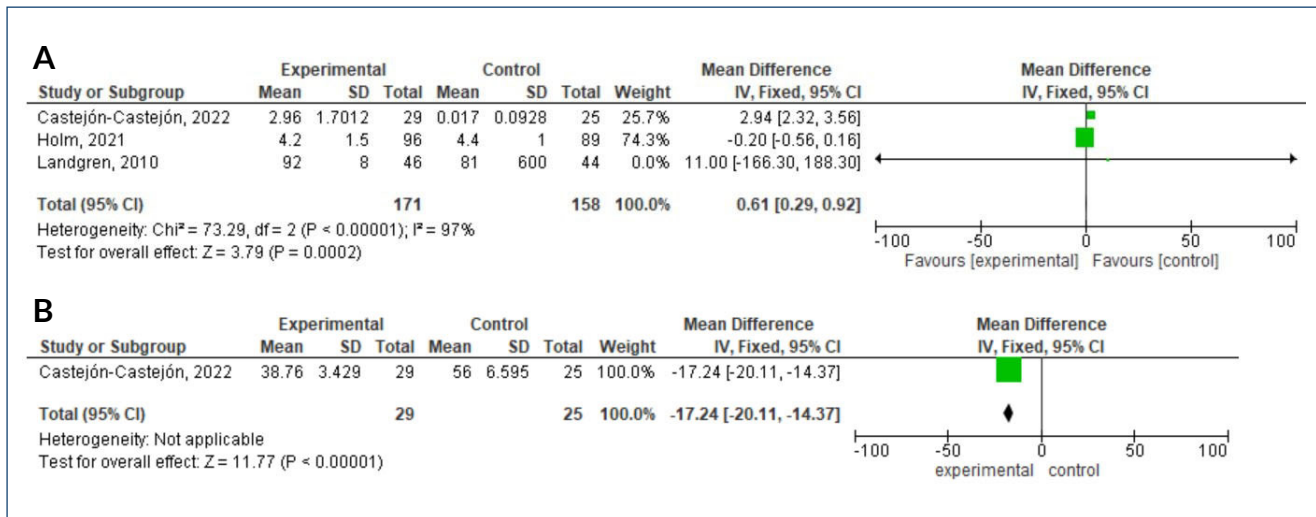 A
Experimental Control Mean Difference Mean Difference
Study or Subgroup Mean SD Total Mean SD Total Weight IV, Fixed, 95% CI IV, Fixed, 95% CI
Castejón-Castejón, 2022 2.96 1.7012 29 0.017 0.0928 25 25.7% 2.94 [2.32, 3.56]
Holm, 2021 4.2 1.5 96 4.4 1 89 74.3% -0.20 [-0.56, 0.16]
Landgren, 2010 92 8 46 81 600 44 0.0% 11.00 [-166.30, 188.30]
Total (95% CI) 171 158 100.0% 0.61 [0.29, 0.92]
Heterogeneity: Chi² = 73.29, df = 2 (P < 0.00001); I² = 97%
Test for overall effect: Z = 3.79 (P = 0.0002)
-100 -50 0 50 100
Favours [experimental] Favours [control]
B
Experimental Control Mean Difference Mean Difference
Study or Subgroup Mean SD Total Mean SD Total Weight IV, Fixed, 95% CI IV, Fixed, 95% CI
Castejón-Castejón, 2022 38.76 3.429 29 56 6.595 25 100.0% -17.24 [-20.11, -14.37]
Total (95% CI) 29 25 100.0% -17.24 [-20.11, -14.37]
Heterogeneity: Not applicable
Test for overall effect: Z = 11.77 (P < 0.00001)
-100 -50 0 50 100
experimental control